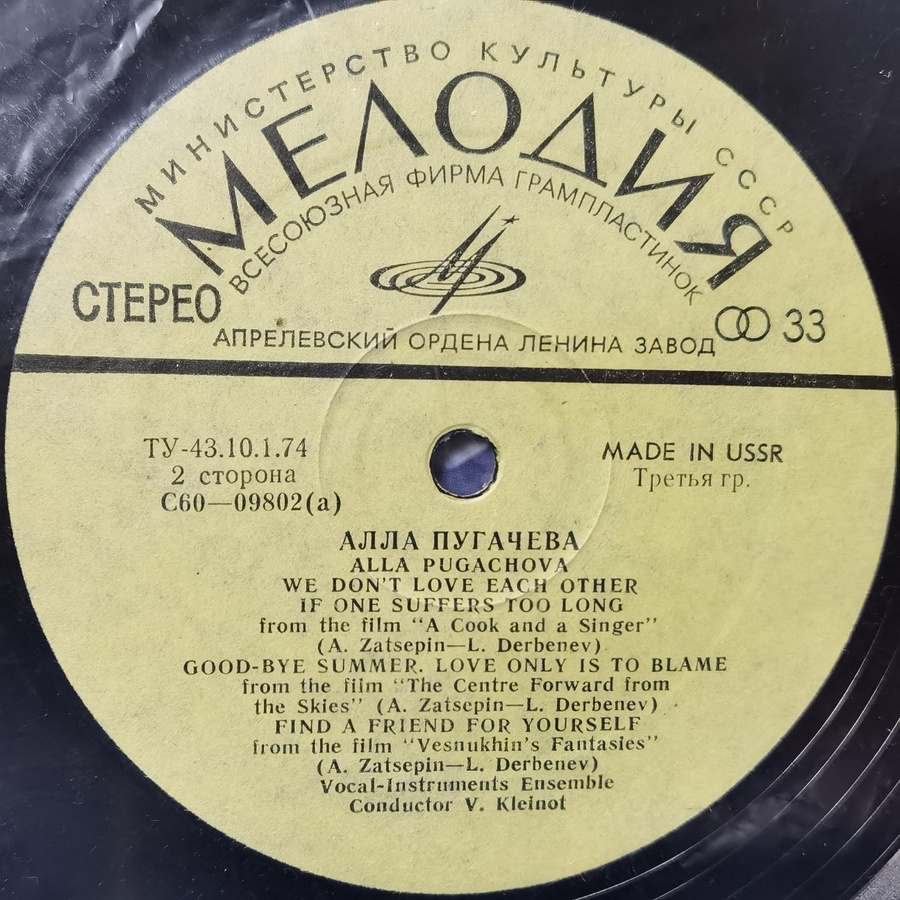 МИНИСТЕРСТВО КУЛЬТУРЫ СССР
МЕЛОДИЯ
ВСЕСОЮЗНАЯ ФИРМА ГРАМПЛАСТИНОК
СТЕРЕО
33
АПРЕЛЕВСКИЙ ОРДЕНА ЛЕНИНА ЗАВОД
ТУ-43.10.1.74
MADE IN USSR
2 сторона
Третья гр.
С60—09802(а)
АЛЛА ПУГАЧЕВА
ALLA PUGACHOVA
WE DON'T LOVE EACH OTHER
IF ONE SUFFERS TOO LONG
from the film "A Cook and a Singer"
(A. Zatsepin—L. Derbenev)
GOOD-BYE SUMMER. LOVE ONLY IS TO BLAME
from the film "The Centre Forward from
the Skies" (A. Zatsepin—L. Derbenev)
FIND A FRIEND FOR YOURSELF
from the film "Vesnukhin's Fantasies"
(A. Zatsepin—L. Derbenev)
Vocal-Instruments Ensemble
Conductor V. Kleinot